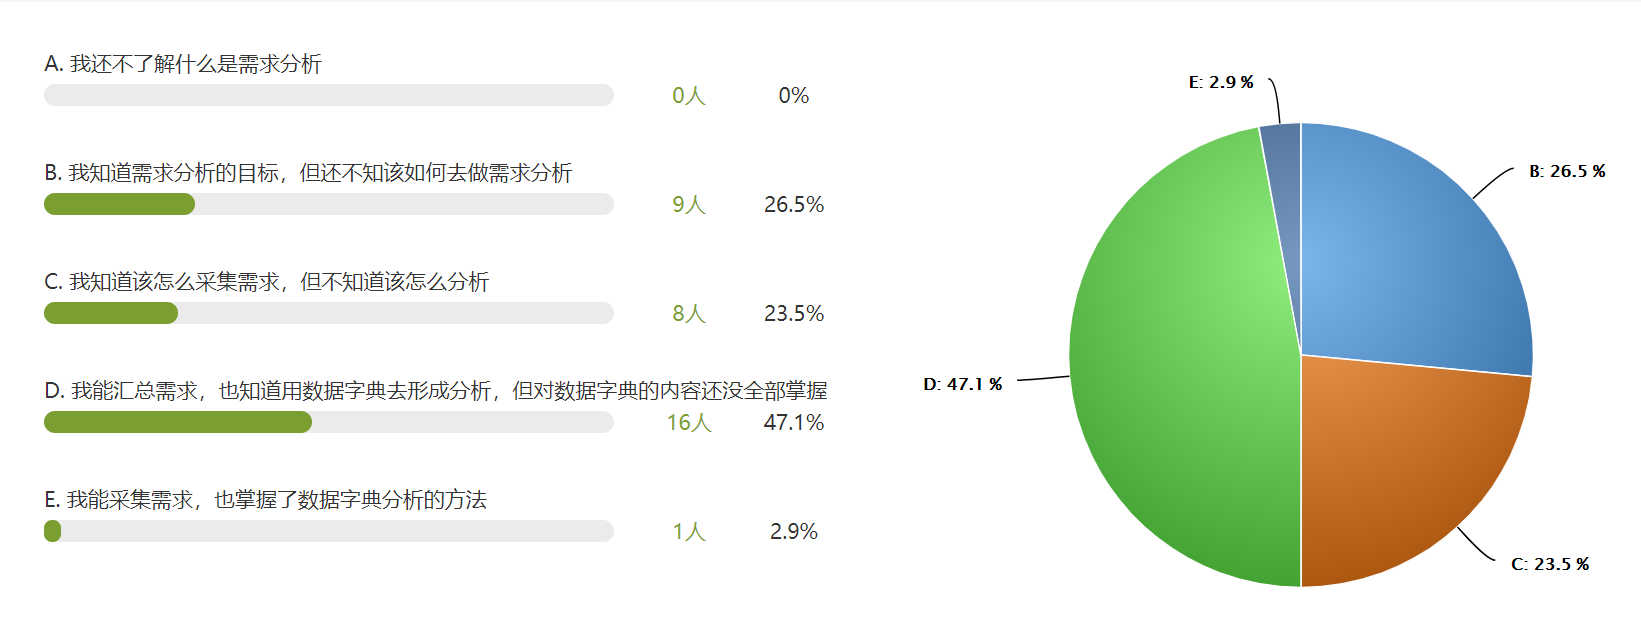 A. 我还不了解什么是需求分析
0人 0%
B. 我知道需求分析的目标，但还不知该如何去做需求分析
9人 26.5%
C. 我知道该怎么采集需求，但不知道该怎么分析
8人 23.5%
D. 我能汇总需求，也知道用数据字典去形成分析，但对数据字典的内容还没全部掌握
16人 47.1%
E. 我能采集需求，也掌握了数据字典分析的方法
1人 2.9%
E: 2.9 %
B: 26.5 %
D: 47.1 %
C: 23.5 %